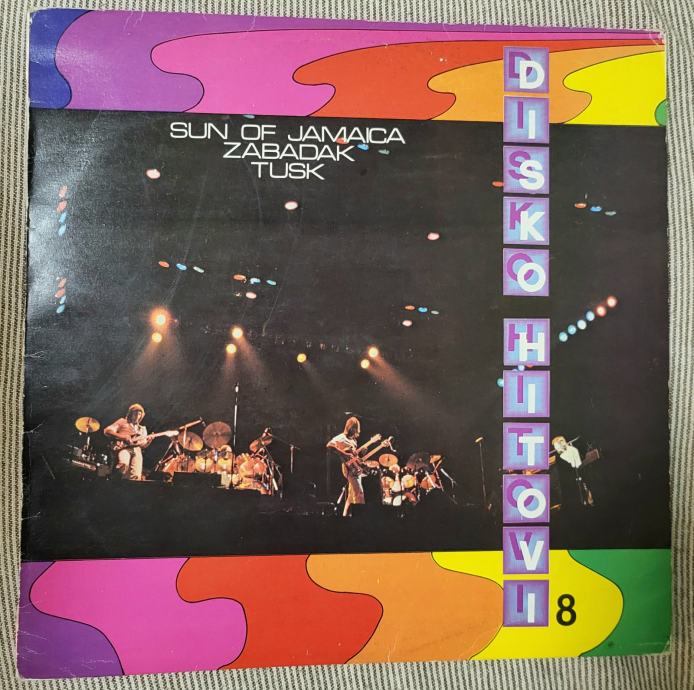 SUN OF JAMAICA
ZABADAK
TUSK
DISKO HITOVI
8